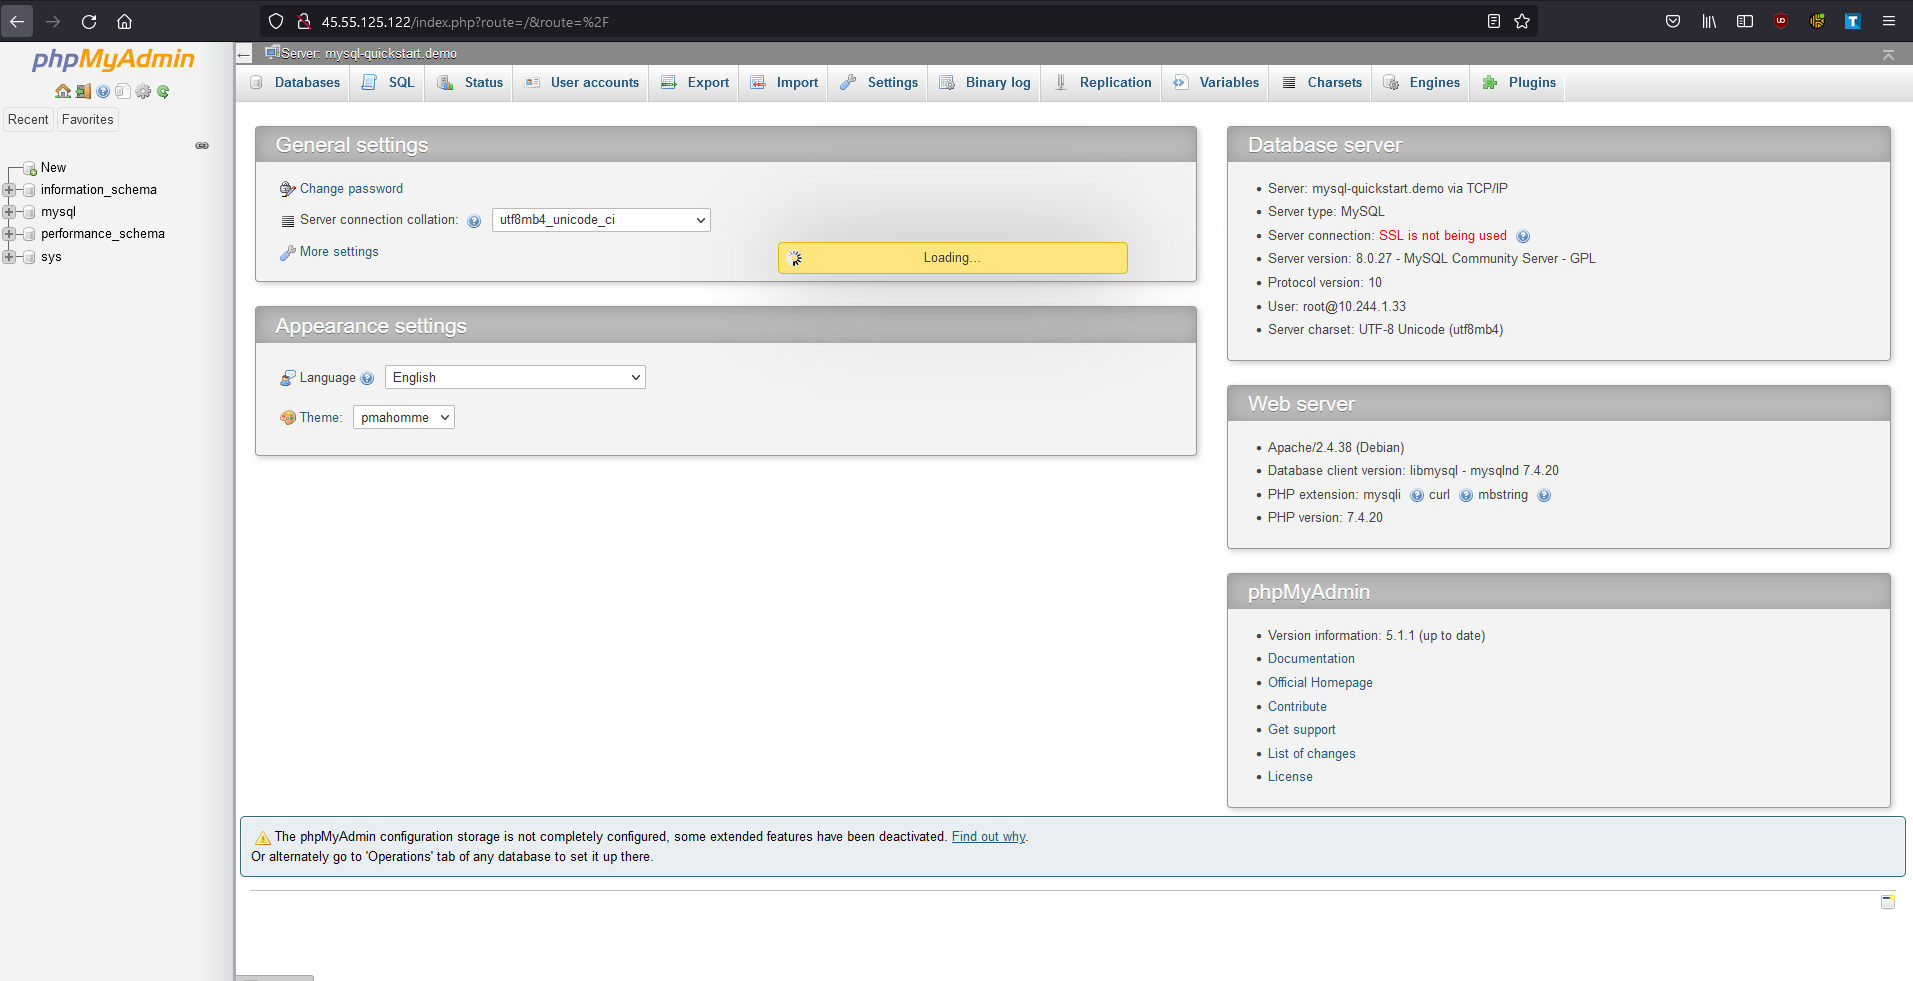 45.55.125.122/index.php?route=/&route=%2F
phpMyAdmin
Recent Favorites
New
information_schema
mysql
performance_schema
sys
Server: mysql-quickstart.demo
Databases SQL Status User accounts Export Import Settings Binary log Replication Variables Charsets Engines Plugins
General settings
Change password
Server connection collation: utf8mb4_unicode_ci
More settings
Loading...
Appearance settings
Language English
Theme: pmahomme
Database server
Server: mysql-quickstart.demo via TCP/IP
Server type: MySQL
Server connection: SSL is not being used
Server version: 8.0.27 - MySQL Community Server - GPL
Protocol version: 10
User: root@10.244.1.33
Server charset: UTF-8 Unicode (utf8mb4)
Web server
Apache/2.4.38 (Debian)
Database client version: libmysql - mysqlnd 7.4.20
PHP extension: mysqli curl mbstring
PHP version: 7.4.20
phpMyAdmin
Version information: 5.1.1 (up to date)
Documentation
Official Homepage
Contribute
Get support
List of changes
License
The phpMyAdmin configuration storage is not completely configured, some extended features have been deactivated. Find out why.
Or alternately go to 'Operations' tab of any database to set it up there.